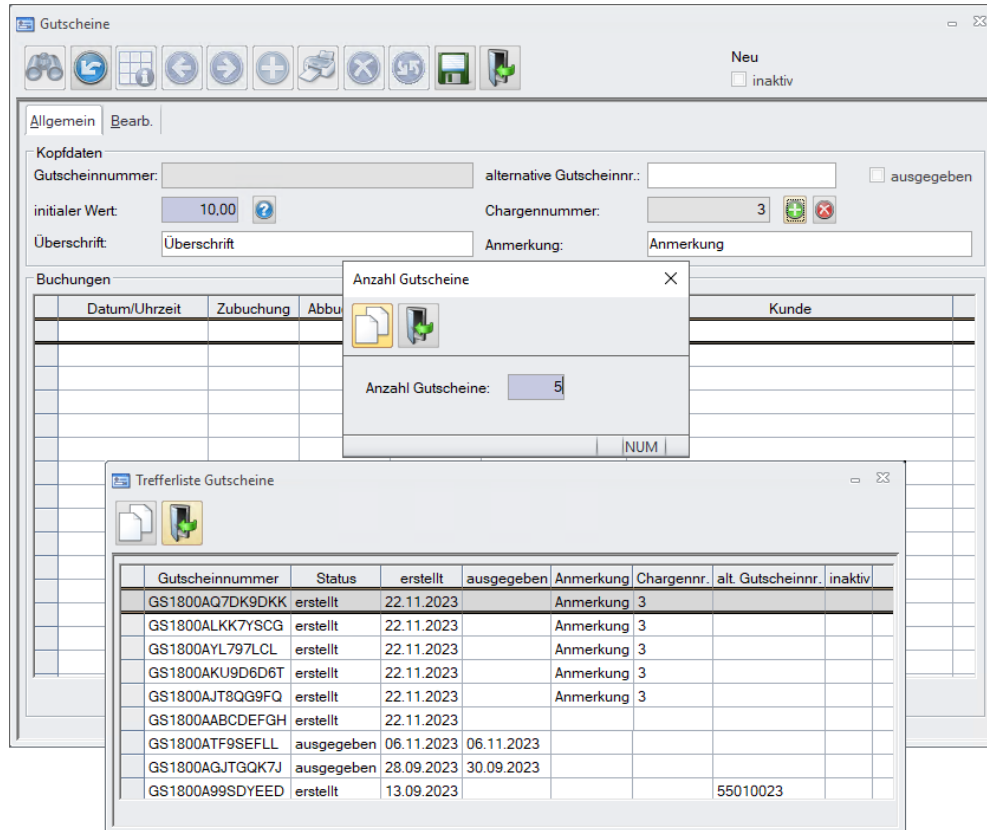 Gutscheine
Neu
inaktiv
Allgemein Bearb.
Kopfdaten
Gutscheinnummer: alternative Gutscheinnr.: ausgegeben
initialer Wert: 10,00 Chargennummer: 3
Überschrift: Überschrift Anmerkung: Anmerkung
Buchungen
Datum/Uhrzeit Zubuchung Abbu Kunde
Anzahl Gutscheine
Anzahl Gutscheine: 5
NUM
Trefferliste Gutscheine
Gutscheinnummer Status erstellt ausgegeben Anmerkung Chargennr. alt. Gutscheinnr. inaktiv
GS1800AQ7DK9DKK erstellt 22.11.2023 Anmerkung 3
GS1800ALKK7YSCG erstellt 22.11.2023 Anmerkung 3
GS1800AYL797LCL erstellt 22.11.2023 Anmerkung 3
GS1800AKU9D6D6T erstellt 22.11.2023 Anmerkung 3
GS1800AJT8QG9FQ erstellt 22.11.2023 Anmerkung 3
GS1800AABCDEFGH erstellt 22.11.2023
GS1800ATF9SEFLL ausgegeben 06.11.2023 06.11.2023
GS1800AGJTGQK7J ausgegeben 28.09.2023 30.09.2023
GS1800A99SDYEED erstellt 13.09.2023 55010023